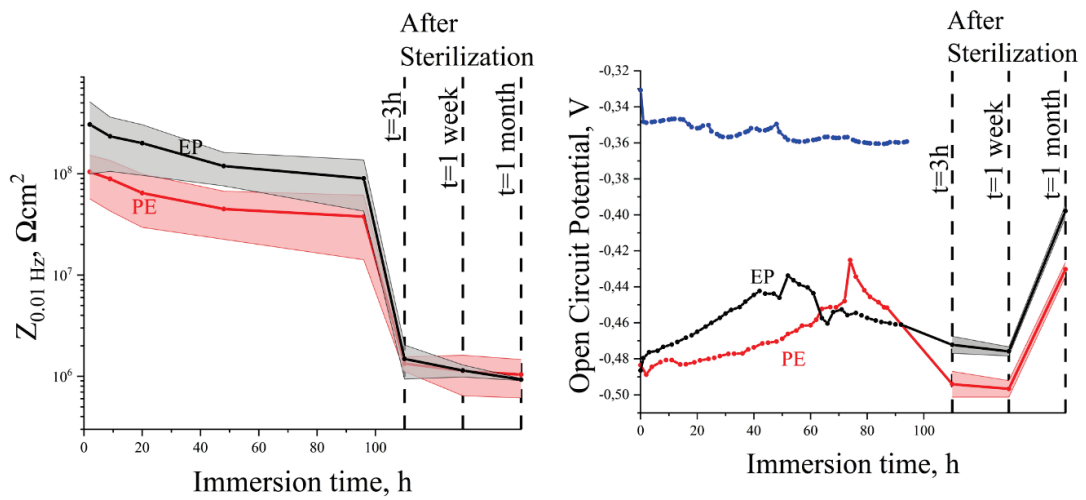 After
Sterilization
Z0.01 Hz, Ωcm2
10^8
10^7
10^6
EP
PE
t=3h
t=1 week
t=1 month
0 20 40 60 80 100
Immersion time, h
After
Sterilization
Open Circuit Potential, V
-0,32
-0,34
-0,36
-0,38
-0,40
-0,42
-0,44
-0,46
-0,48
-0,50
EP
PE
t=3h
t=1 week
t=1 month
0 20 40 60 80 100
Immersion time, h